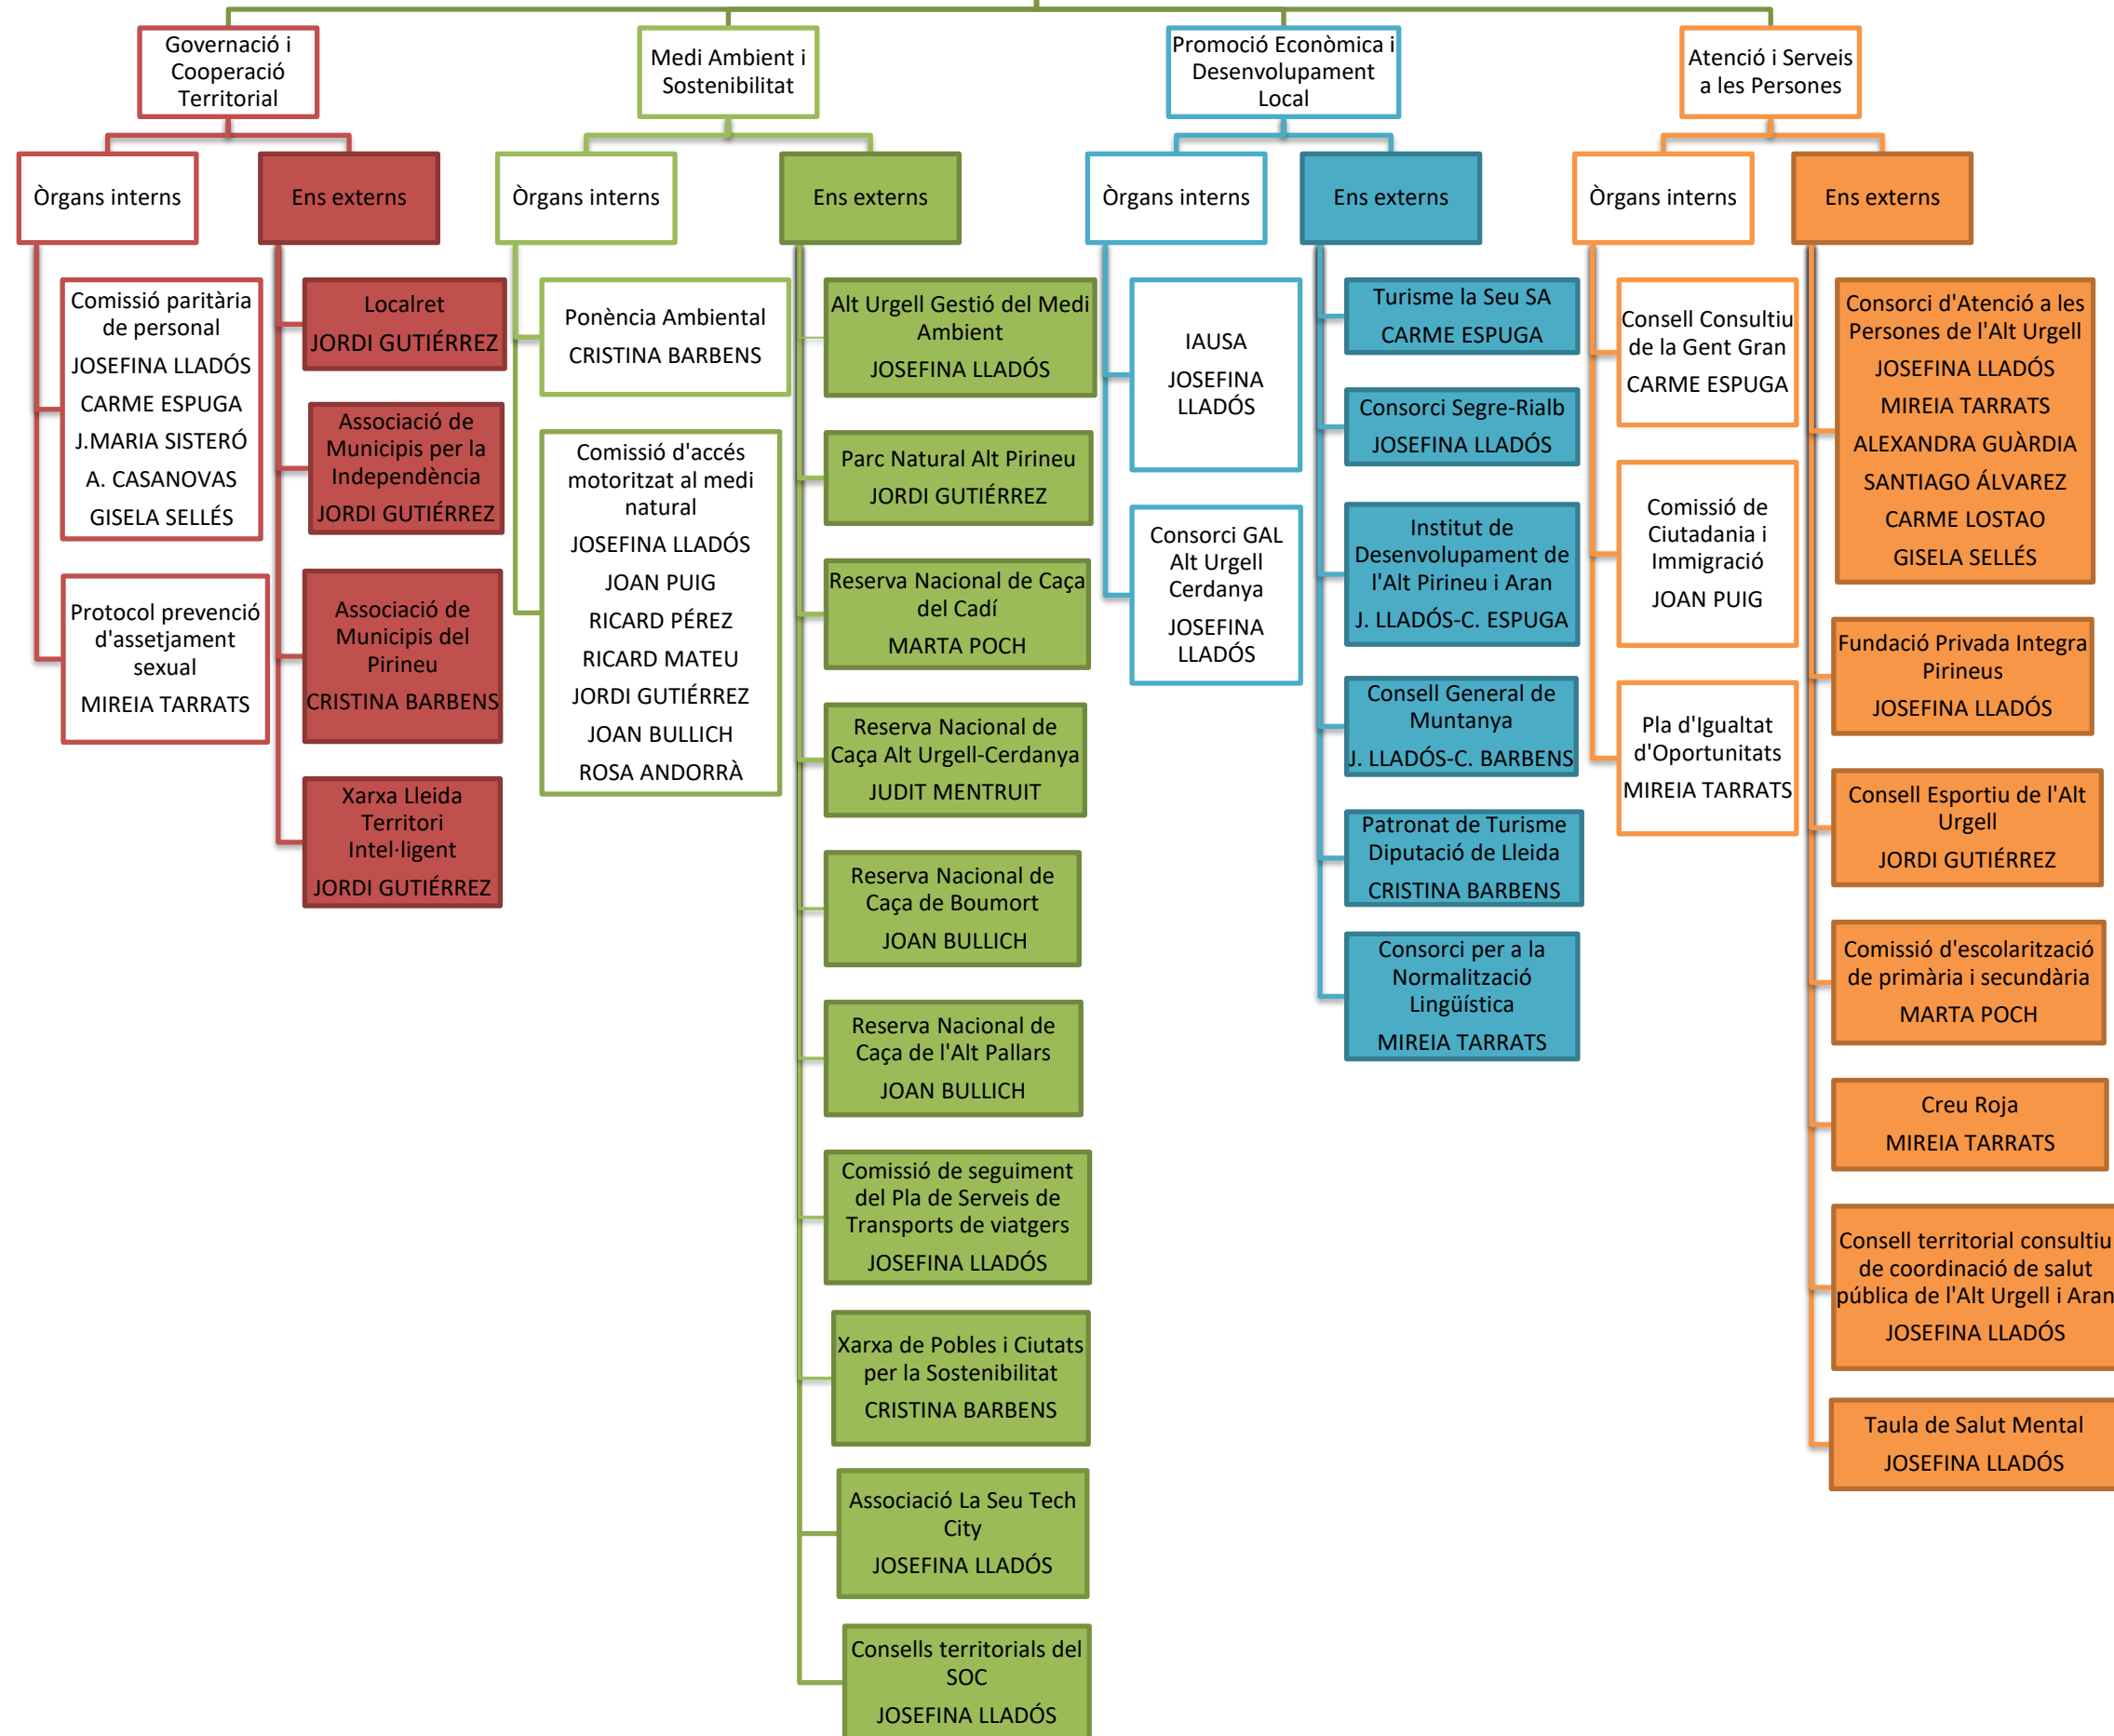 Governació i
Cooperació
Territorial
Òrgans interns
Comissió paritària
de personal
JOSEFINA LLADÓS
CARME ESPUGA
J.MARIA SISTERÓ
A. CASANOVAS
GISELA SELLÉS
Protocol prevenció
d'assetjament
sexual
MIREIA TARRATS
Ens externs
Localret
JORDI GUTIÉRREZ
Associació de
Municipis per la
Independència
JORDI GUTIÉRREZ
Associació de
Municipis del
Pirineu
CRISTINA BARBENS
Xarxa Lleida
Territori
Intel·ligent
JORDI GUTIÉRREZ
Medi Ambient i
Sostenibilitat
Òrgans interns
Ponència Ambiental
CRISTINA BARBENS
Comissió d'accés
motoritzat al medi
natural
JOSEFINA LLADÓS
JOAN PUIG
RICARD PÉREZ
RICARD MATEU
JORDI GUTIÉRREZ
JOAN BULLICH
ROSA ANDORRÀ
Ens externs
Alt Urgell Gestió del Medi
Ambient
JOSEFINA LLADÓS
Parc Natural Alt Pirineu
JORDI GUTIÉRREZ
Reserva Nacional de Caça
del Cadí
MARTA POCH
Reserva Nacional de
Caça Alt Urgell-Cerdanya
JUDIT MENTRUIT
Reserva Nacional de
Caça de Boumort
JOAN BULLICH
Reserva Nacional de
Caça de l'Alt Pallars
JOAN BULLICH
Comissió de seguiment
del Pla de Serveis de
Transports de viatgers
JOSEFINA LLADÓS
Xarxa de Pobles i Ciutats
per la Sostenibilitat
CRISTINA BARBENS
Associació La Seu Tech
City
JOSEFINA LLADÓS
Consells territorials del
SOC
JOSEFINA LLADÓS
Promoció Econòmica i
Desenvolupament
Local
Òrgans interns
IAUSA
JOSEFINA
LLADÓS
Consorci GAL
Alt Urgell
Cerdanya
JOSEFINA
LLADÓS
Ens externs
Turisme la Seu SA
CARME ESPUGA
Consorci Segre-Rialb
JOSEFINA LLADÓS
Institut de
Desenvolupament de
l'Alt Pirineu i Aran
J. LLADÓS-C. ESPUGA
Consell General de
Muntanya
J. LLADÓS-C. BARBENS
Patronat de Turisme
Diputació de Lleida
CRISTINA BARBENS
Consorci per a la
Normalització
Lingüística
MIREIA TARRATS
Atenció i Serveis
a les Persones
Òrgans interns
Consell Consultiu
de la Gent Gran
CARME ESPUGA
Comissió de
Ciutadania i
Immigració
JOAN PUIG
Pla d'Igualtat
d'Oportunitats
MIREIA TARRATS
Ens externs
Consorci d'Atenció a les
Persones de l'Alt Urgell
JOSEFINA LLADÓS
MIREIA TARRATS
ALEXANDRA GUÀRDIA
SANTIAGO ÁLVAREZ
CARME LOSTAO
GISELA SELLÉS
Fundació Privada Integra
Pirineus
JOSEFINA LLADÓS
Consell Esportiu de l'Alt
Urgell
JORDI GUTIÉRREZ
Comissió d'escolarització
de primària i secundària
MARTA POCH
Creu Roja
MIREIA TARRATS
Consell territorial consultiu
de coordinació de salut
pública de l'Alt Urgell i Aran
JOSEFINA LLADÓS
Taula de Salut Mental
JOSEFINA LLADÓS